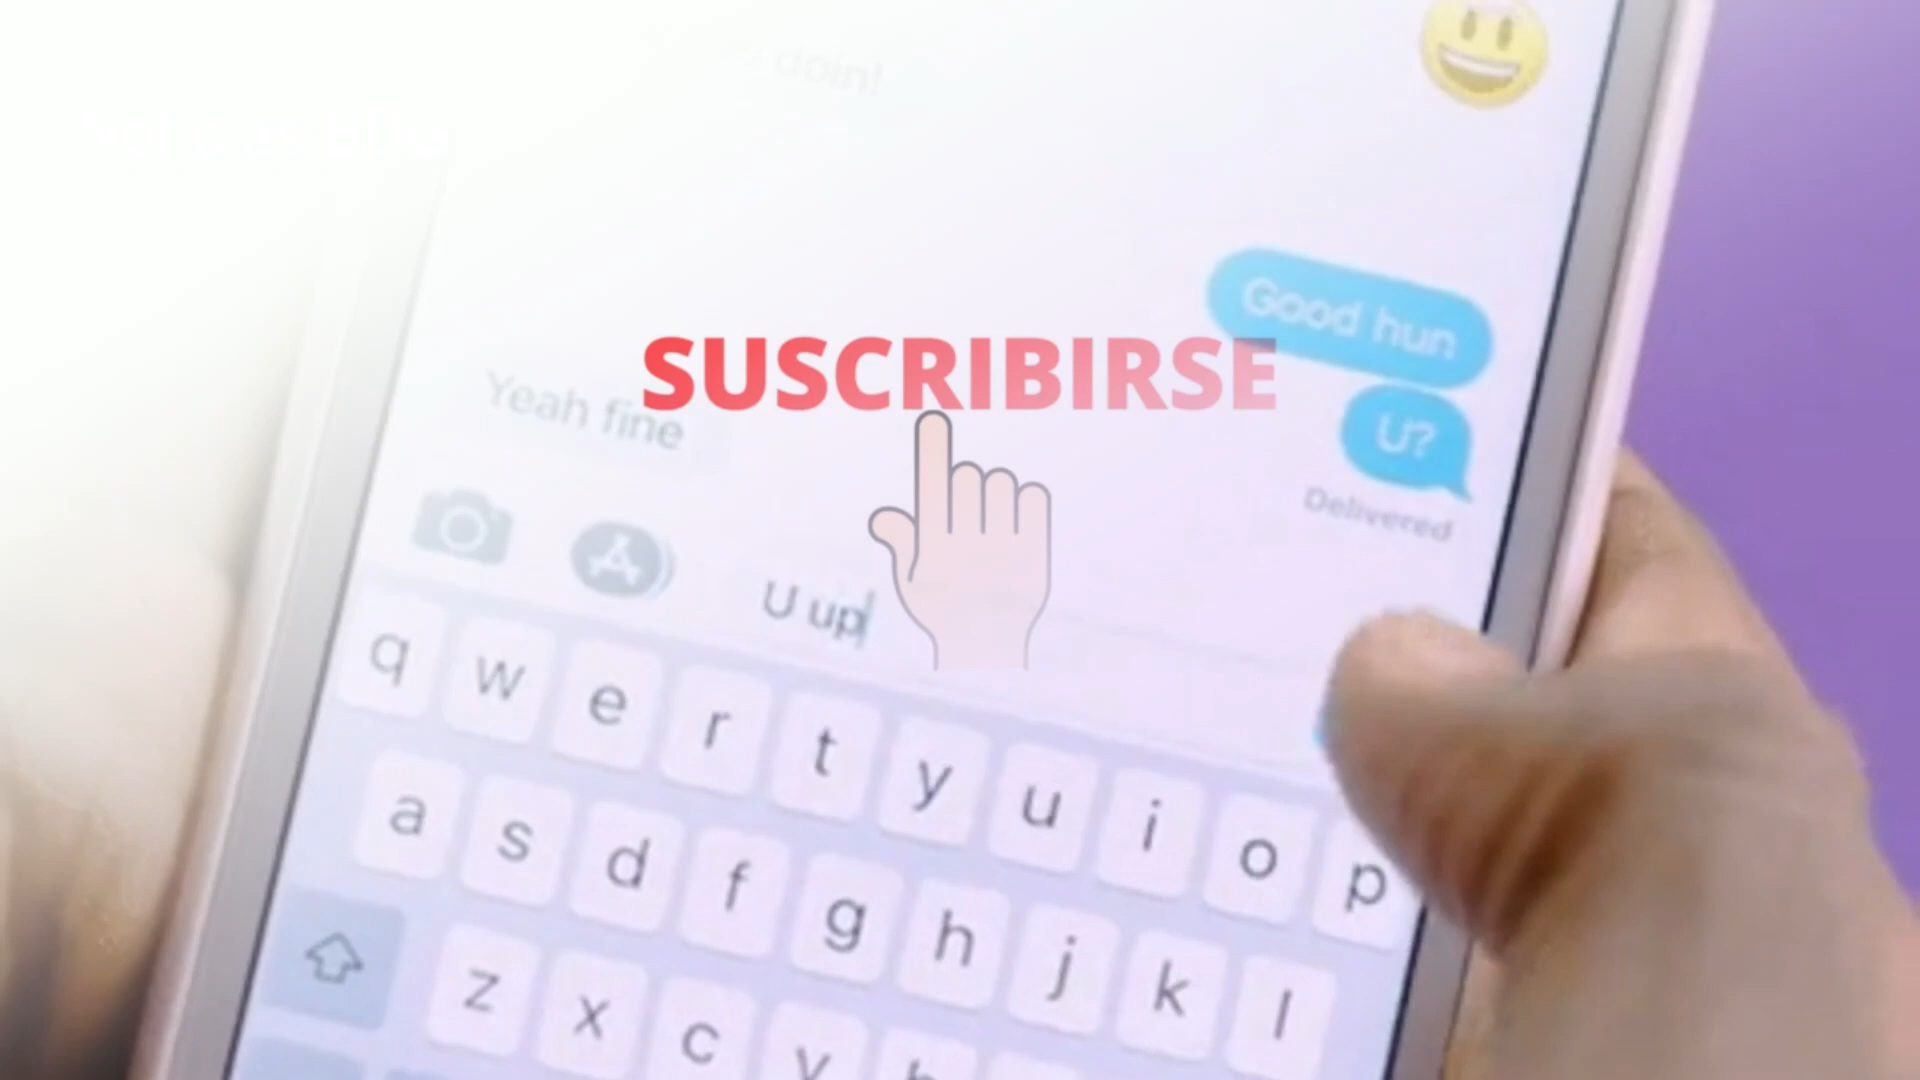 doin!
Good hun
SUSCRIBIRSE
Yeah fine
U?
Delivered
U up
q w e r t y u i o p
a s d f g h j k l
z x c v